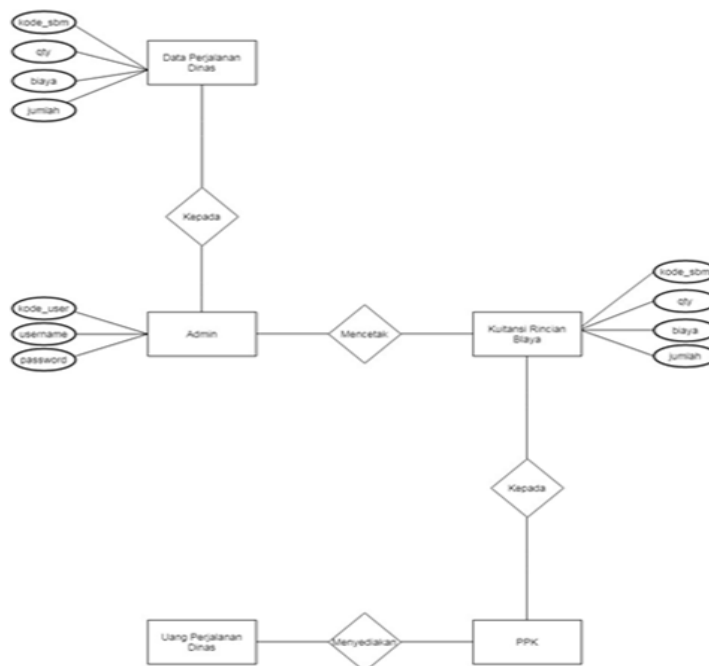 kode_sbm
qty
biaya
jumlah
Data Perjalanan
Dinas
Kepada
kode_user
username
password
Admin
Mencetak
Kuitansi Rincian
BIaya
kode_sbm
qty
biaya
jumlah
Kepada
Uang Perjalanan
Dinas
Menyediakan
PPK